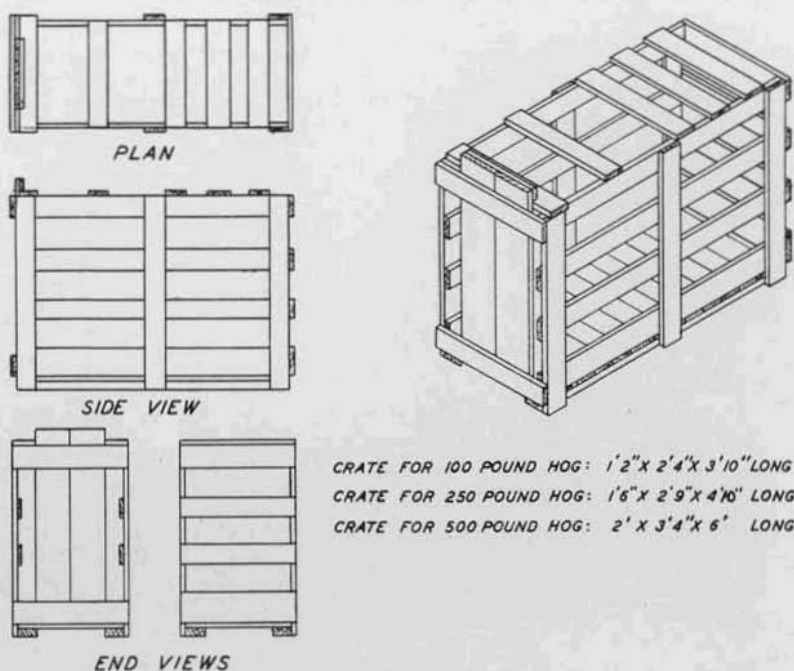 PLAN
SIDE VIEW
END VIEWS
CRATE FOR 100 POUND HOG: 1'2" X 2'4" X 3'10" LONG
CRATE FOR 250 POUND HOG: 1'6" X 2'9" X 4'10" LONG
CRATE FOR 500 POUND HOG: 2' X 3'4" X 6' LONG